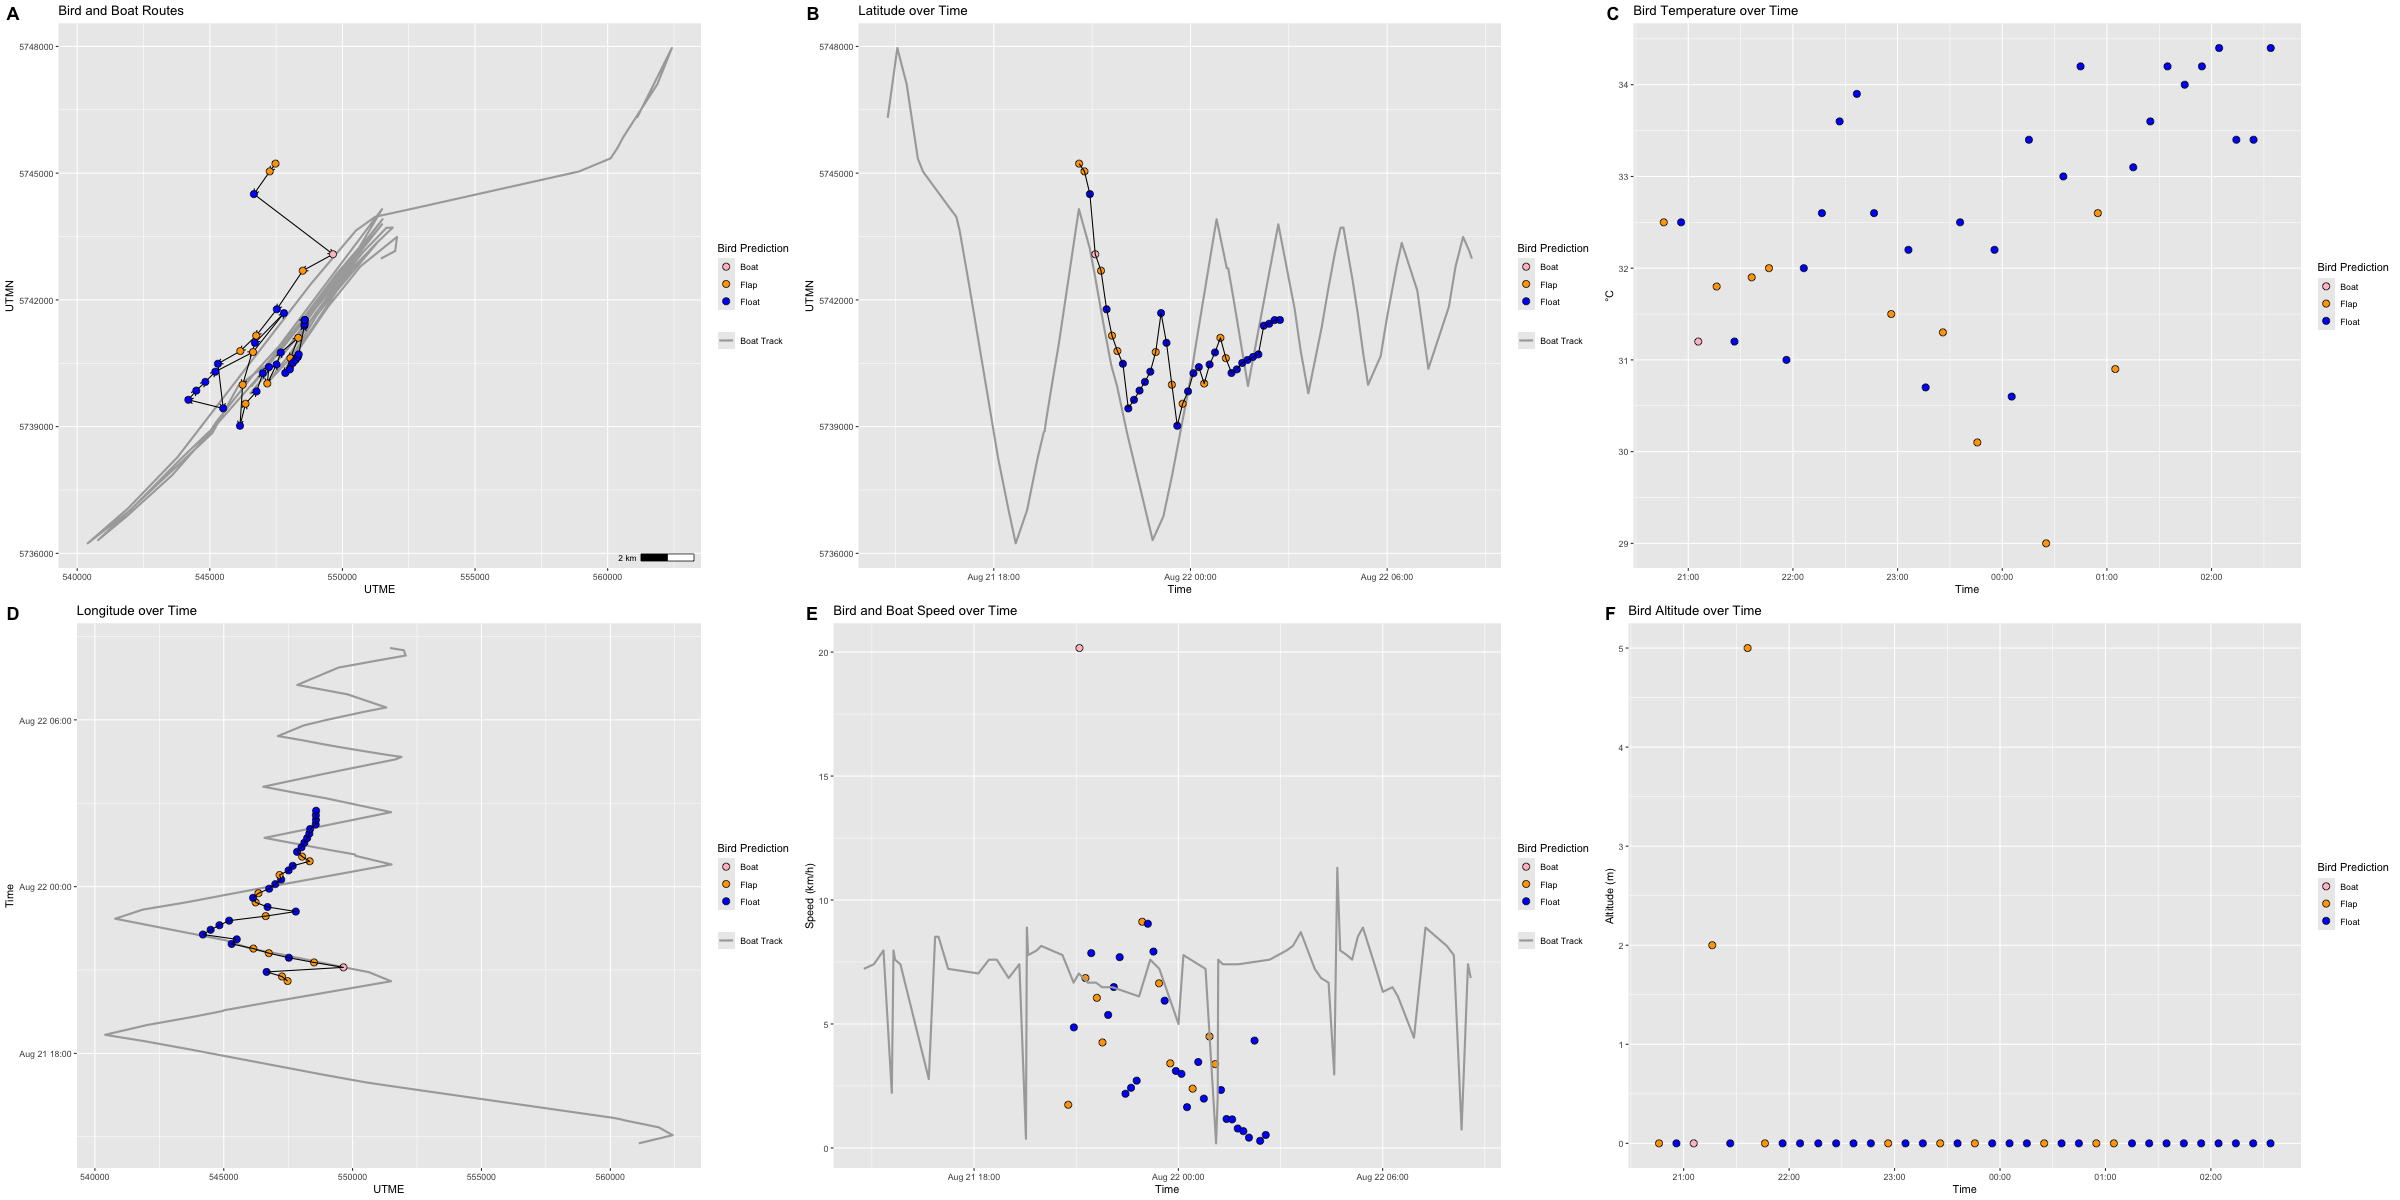 A
Bird and Boat Routes
5748000
5745000
5742000
5739000
5736000
UTMN
540000
545000
550000
555000
560000
UTME
2 km
Bird Prediction
Boat
Flap
Float
Boat Track
B
Latitude over Time
5748000
5745000
5742000
5739000
5736000
UTMN
Aug 21 18:00
Aug 22 00:00
Aug 22 06:00
Time
Bird Prediction
Boat
Flap
Float
Boat Track
C
Bird Temperature over Time
34
33
32
31
30
29
°C
21:00
22:00
23:00
00:00
01:00
02:00
Time
Bird Prediction
Boat
Flap
Float
D
Longitude over Time
Aug 22 06:00
Aug 22 00:00
Aug 21 18:00
Time
540000
545000
550000
555000
560000
UTME
Bird Prediction
Boat
Flap
Float
Boat Track
E
Bird and Boat Speed over Time
20
15
10
5
0
Speed (km/h)
Aug 21 18:00
Aug 22 00:00
Aug 22 06:00
Time
Bird Prediction
Boat
Flap
Float
Boat Track
F
Bird Altitude over Time
5
4
3
2
1
0
Altitude (m)
21:00
22:00
23:00
00:00
01:00
02:00
Time
Bird Prediction
Boat
Flap
Float